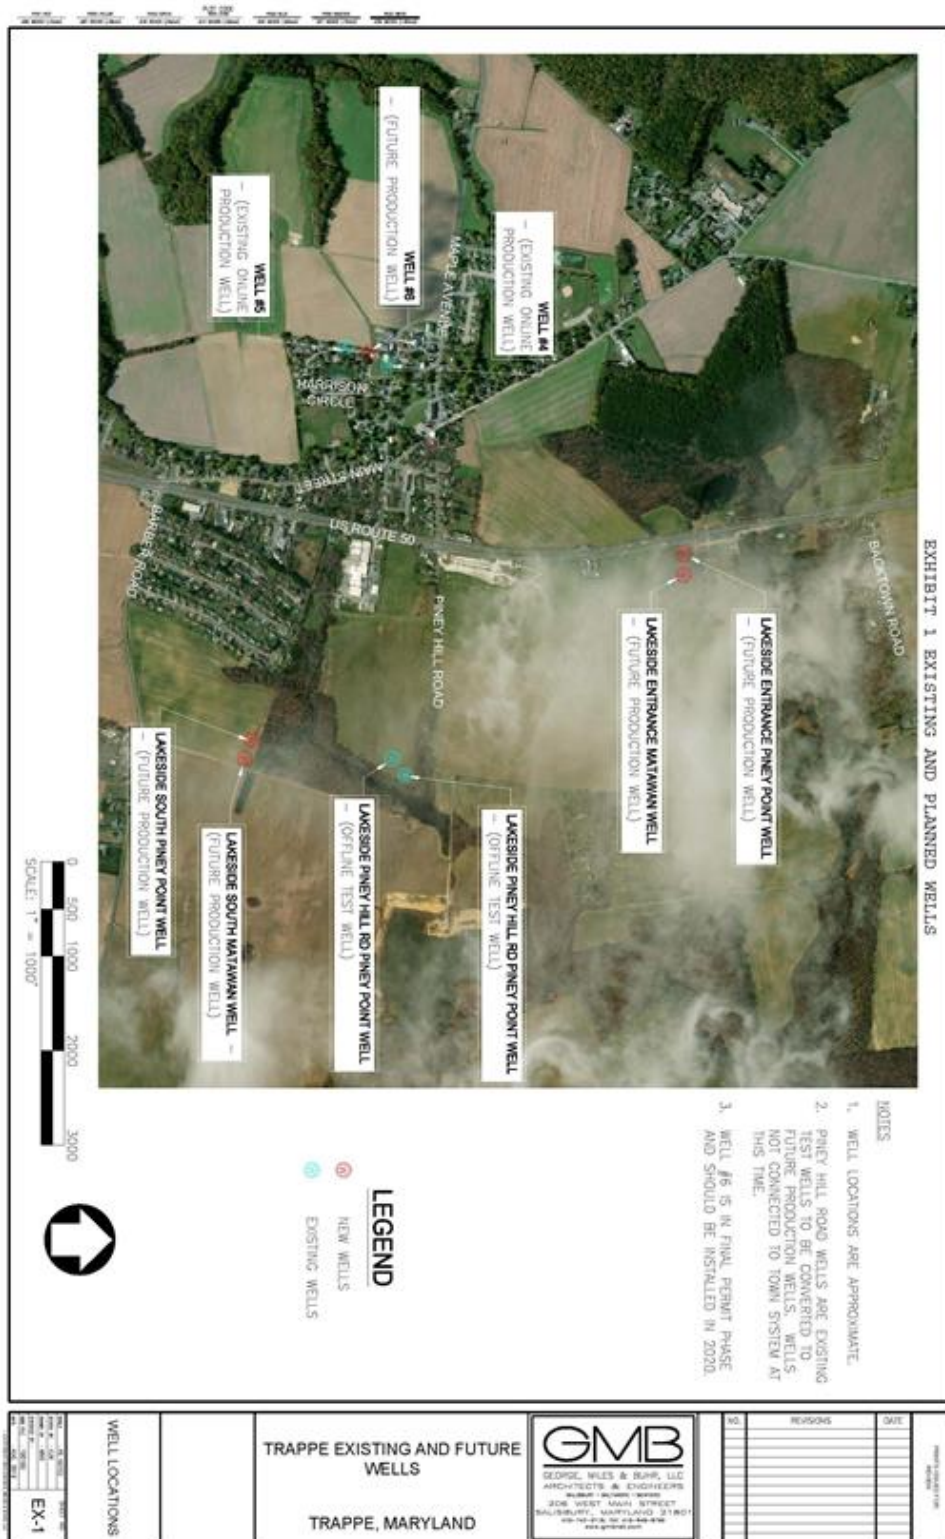 EXHIBIT 1 EXISTING AND PLANNED WELLS
WELL #4
- (EXISTING ONLINE
PRODUCTION WELL)
WELL #6
- (FUTURE PRODUCTION WELL)
WELL #5
- (EXISTING ONLINE
PRODUCTION WELL)
MAPLE AVENUE
HARRISON
CIRCLE
MAIN STREET
US ROUTE 50
BARBER ROAD
PINEY HILL ROAD
BACKTOWN ROAD
LAKESIDE ENTRANCE PINEY POINT WELL
- (FUTURE PRODUCTION WELL)
LAKESIDE ENTRANCE MATAWAN WELL
- (FUTURE PRODUCTION WELL)
LAKESIDE PINEY HILL RD PINEY POINT WELL
- (OFFLINE TEST WELL)
LAKESIDE PINEY HILL RD PINEY POINT WELL
- (OFFLINE TEST WELL)
LAKESIDE SOUTH MATAWAN WELL -
(FUTURE PRODUCTION WELL)
LAKESIDE SOUTH PINEY POINT WELL
- (FUTURE PRODUCTION WELL)
0 500 1000 2000 3000
SCALE: 1" = 1000'
NOTES
1. WELL LOCATIONS ARE APPROXIMATE.
2. PINEY HILL ROAD WELLS ARE EXISTING
TEST WELLS TO BE CONVERTED TO
FUTURE PRODUCTION WELLS. WELLS
NOT CONNECTED TO TOWN SYSTEM AT
THIS TIME.
3. WELL #6 IS IN FINAL PERMIT PHASE
AND SHOULD BE INSTALLED IN 2020.
LEGEND
NEW WELLS
EXISTING WELLS
WELL LOCATIONS
EX-1
TRAPPE EXISTING AND FUTURE
WELLS
TRAPPE, MARYLAND
GMB
GEORGE, MILES & BUHR, LLC
ARCHITECTS & ENGINEERS
206 WEST MAIN STREET
SALISBURY, MARYLAND 21801
NO. REVISIONS DATE